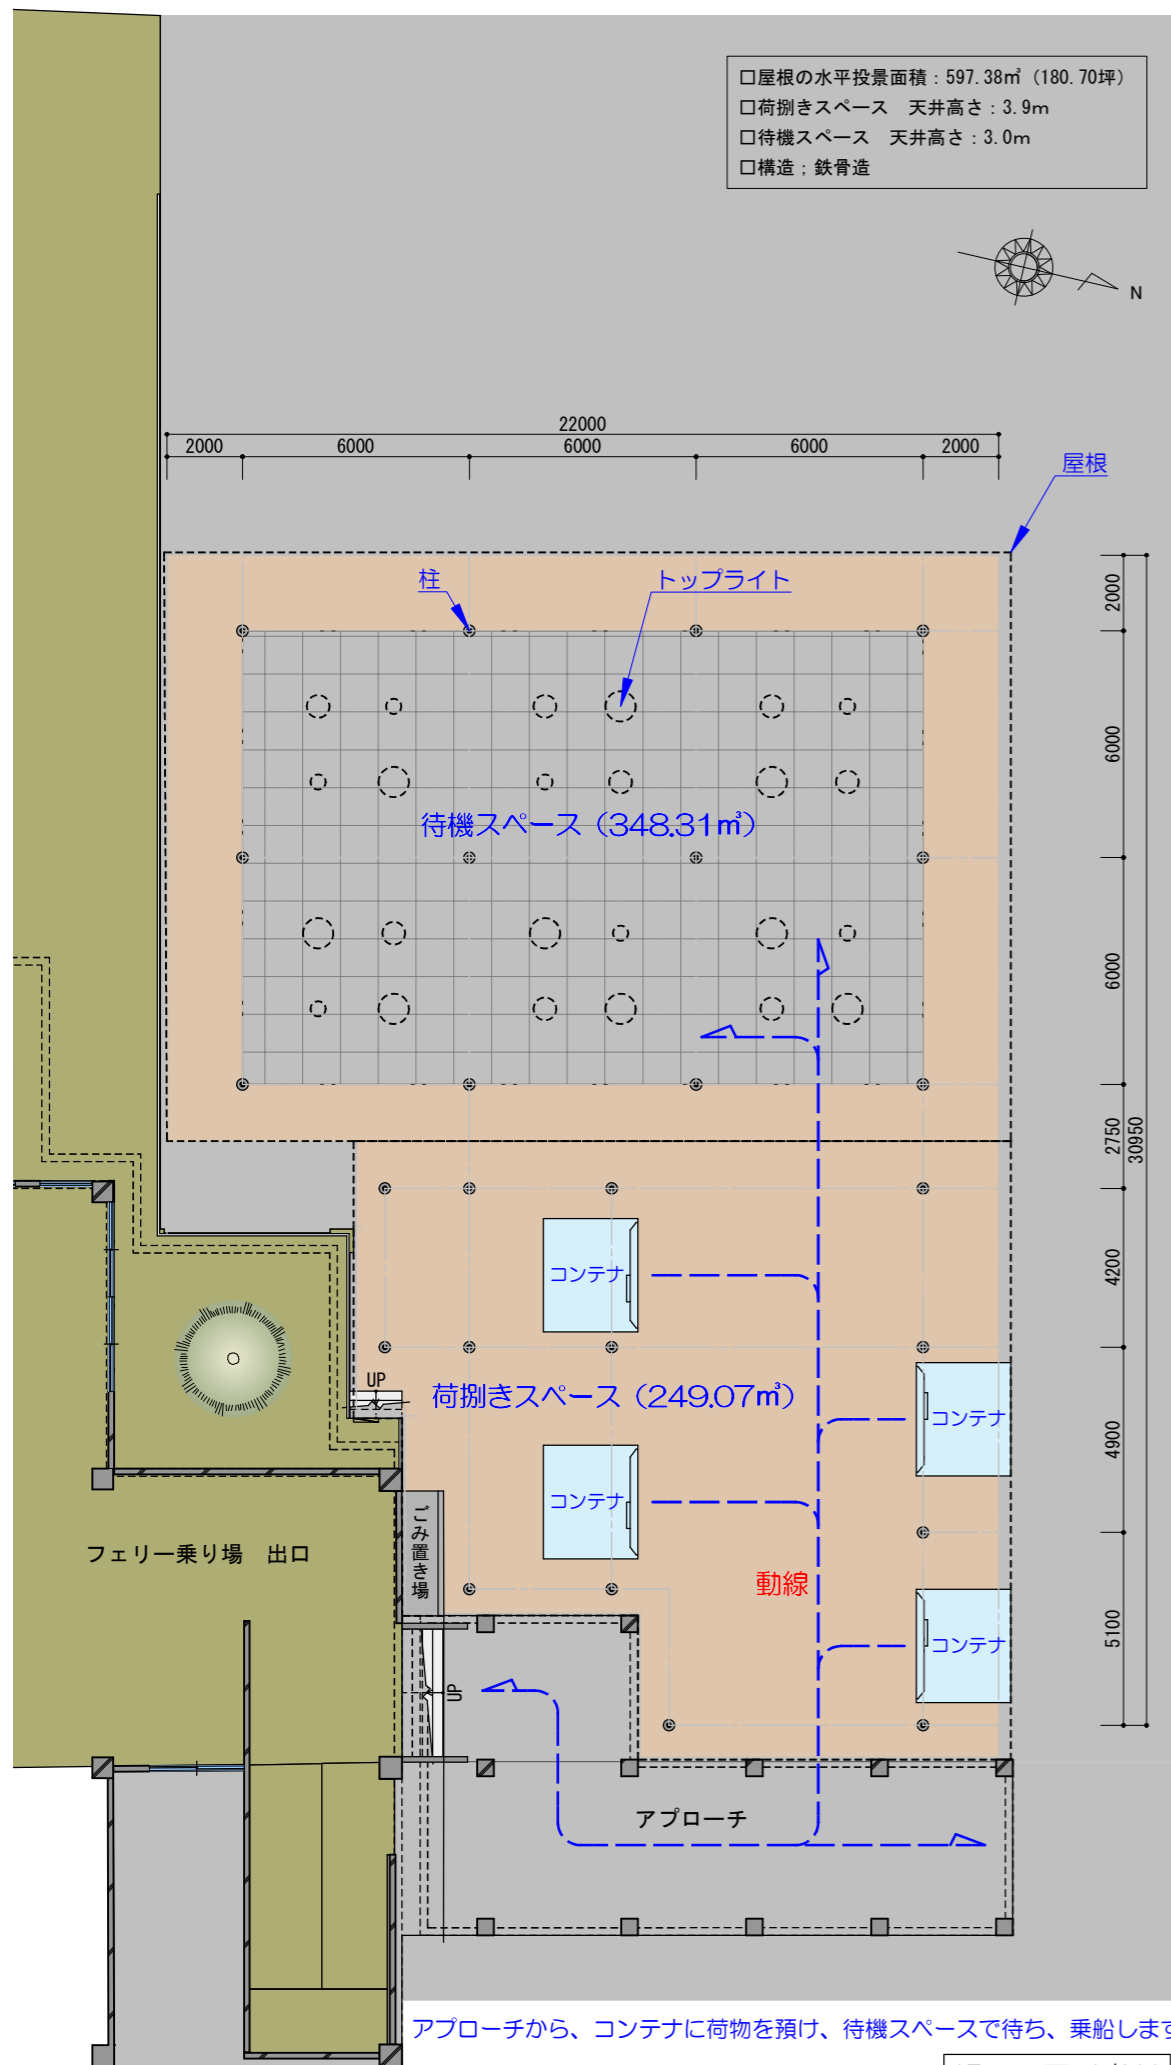 □屋根の水平投景面積：597.38㎡（180.70坪）
□荷捌きスペース　天井高さ：3.9m
□待機スペース　天井高さ：3.0m
□構造；鉄骨造
N
22000
2000 6000 6000 6000 2000
屋根
柱
トップライト
2000
6000
待機スペース（348.31㎡）
6000
2750
30950
コンテナ
4200
UP
荷捌きスペース（249.07㎡）
コンテナ
4900
コンテナ
ごみ置き場
フェリー乗り場　出口
動線
コンテナ
5100
UP
アプローチ
アプローチから、コンテナに荷物を預け、待機スペースで待ち、乗船します